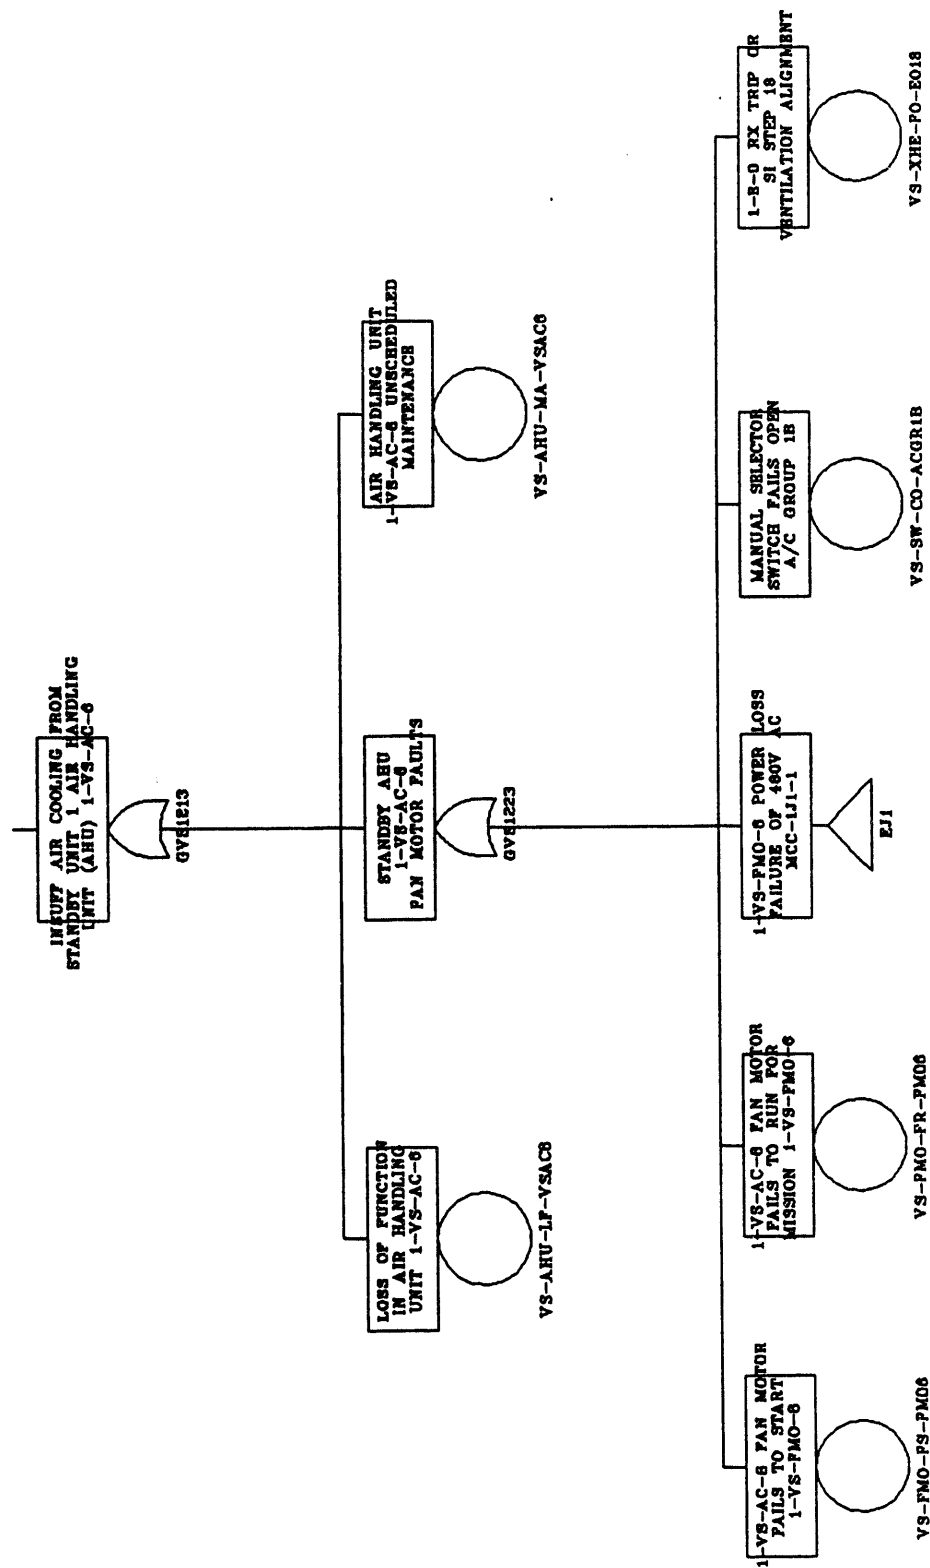 INSUFF AIR COOLING FROM
STANDBY UNIT 1 AIR HANDLING
UNIT (AHU) 1-VS-AC-6
GVS1213
LOSS OF FUNCTION
IN AIR HANDLING
UNIT 1-VS-AC-6
VS-AHU-LF-VSAC6
STANDBY AHU
1-VS-AC-6
FAN MOTOR FAULTS
GVS1223
AIR HANDLING UNIT
1-VS-AC-6 UNSCHEDULED
MAINTENANCE
VS-AHU-MA-VSAC6
1-VS-AC-6 FAN MOTOR
FAILS TO START
1-VS-FMO-6
VS-FMO-FS-FM06
1-VS-AC-6 FAN MOTOR
FAILS TO RUN FOR
MISSION 1-VS-FMO-6
VS-FMO-FR-FM06
1-VS-FMO-6 POWER LOSS
FAILURE OF 480V AC
MCC-1J1-1
EJ1
MANUAL SELECTOR
SWITCH FAILS OPEN
A/C GROUP 1B
VS-SW-CO-ACGR1B
1-E-0 RX TRIP OR
SI STEP 18
VENTILATION ALIGNMENT
VS-XHE-FO-E018